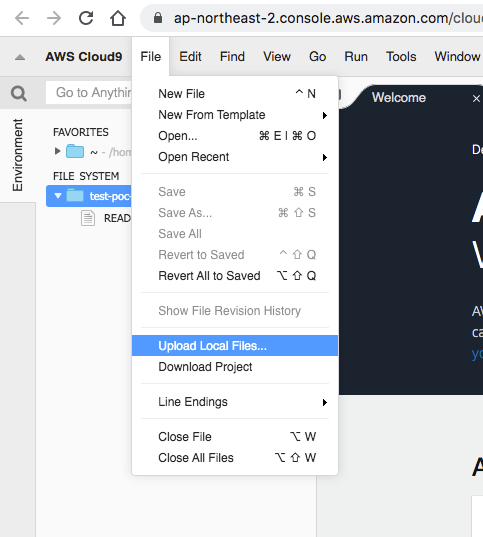 ap-northeast-2.console.aws.amazon.com/clou
AWS Cloud9 File Edit Find View Go Run Tools Window
Go to Anythin
Welcome
Environment
FAVORITES
~ - /hom
FILE SYSTEM
test-poc-
READ
New File ^ N
New From Template
Open... ⌘ E | ⌘ O
Open Recent
Save ⌘ S
Save As... ⌘ ⇧ S
Save All
Revert to Saved ^ ⇧ Q
Revert All to Saved ⌥ ⇧ Q
Show File Revision History
Upload Local Files...
Download Project
Line Endings
Close File ⌥ W
Close All Files ⌥ ⇧ W
De
AW
ca
yo
A